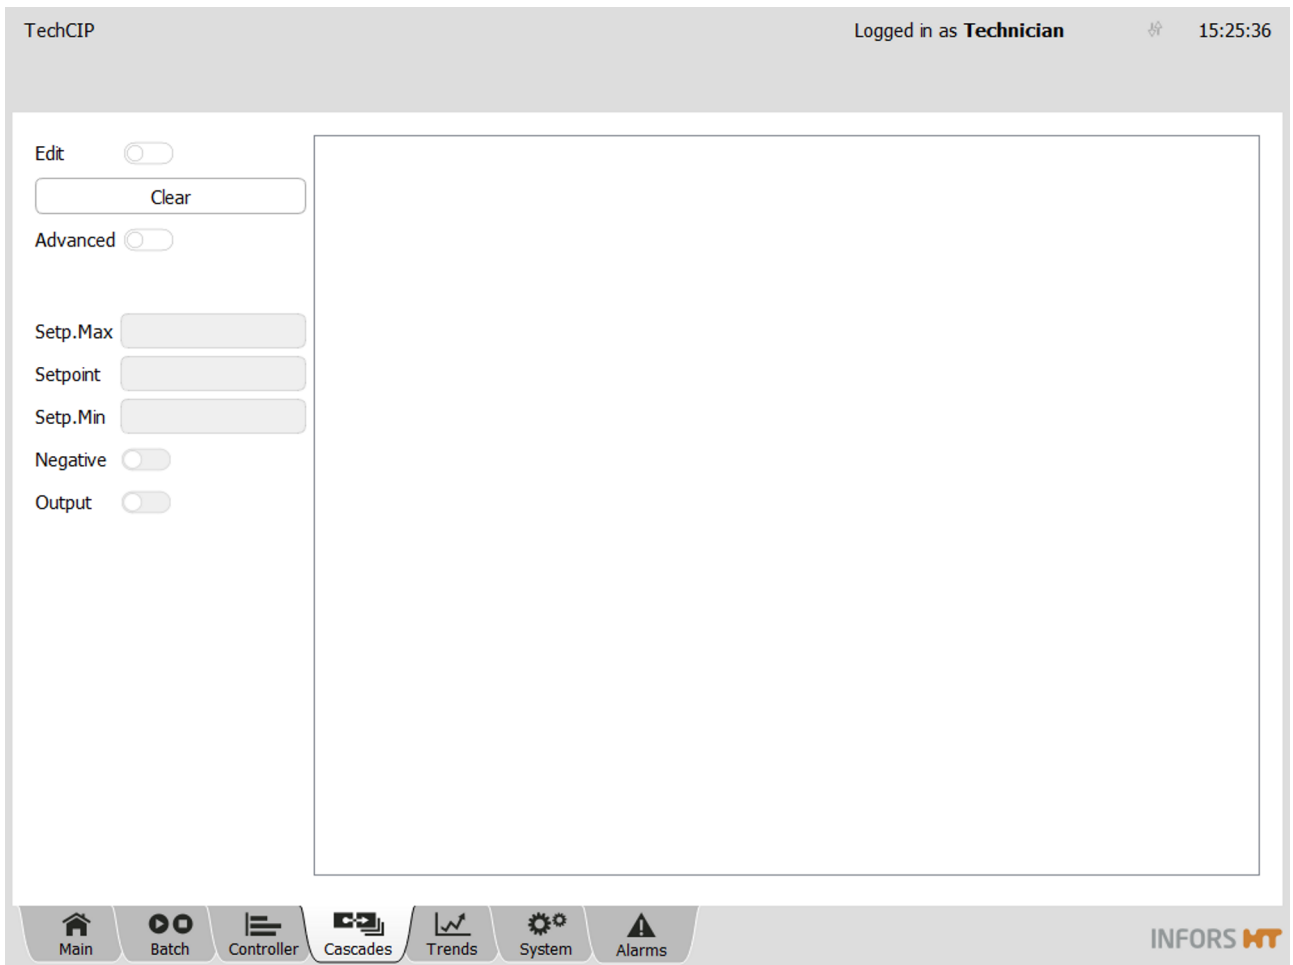 TechCIP
Logged in as Technician
15:25:36
Edit
Clear
Advanced
Setp.Max
Setpoint
Setp.Min
Negative
Output
Main
Batch
Controller
Cascades
Trends
System
Alarms
INFORS HT